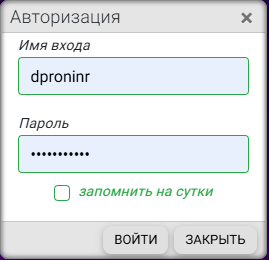 Авторизация ×
Имя входа
dproninr
Пароль
•••••••••••
запомнить на сутки
ВОЙТИ ЗАКРЫТЬ